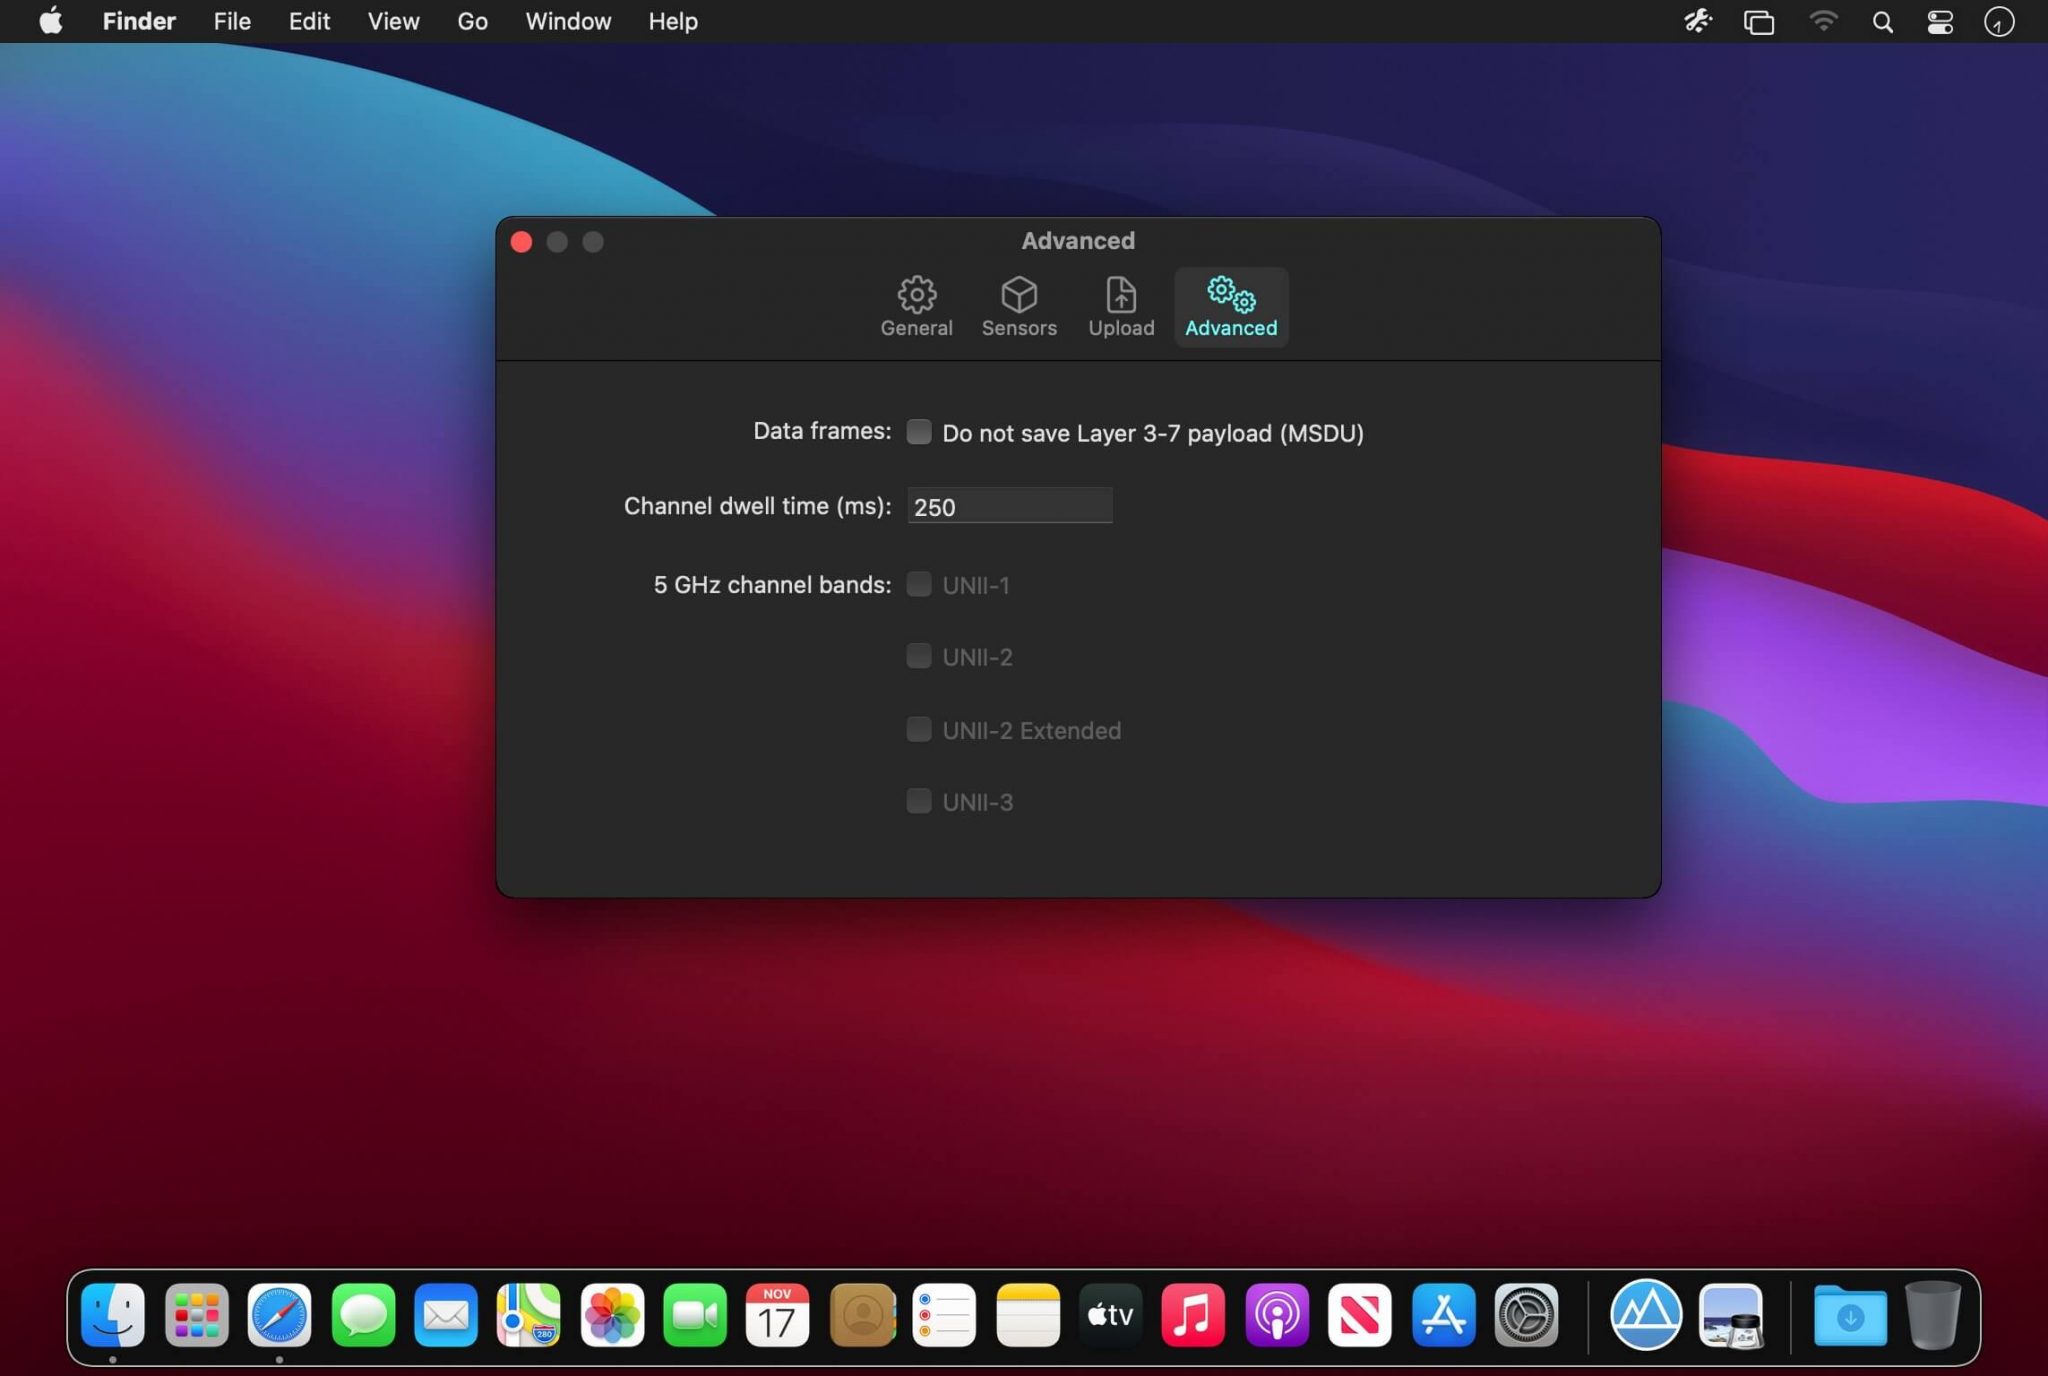 Finder File Edit View Go Window Help
Advanced
General Sensors Upload Advanced
Data frames: Do not save Layer 3-7 payload (MSDU)
Channel dwell time (ms): 250
5 GHz channel bands: UNII-1
UNII-2
UNII-2 Extended
UNII-3
NOV
17
280
tv